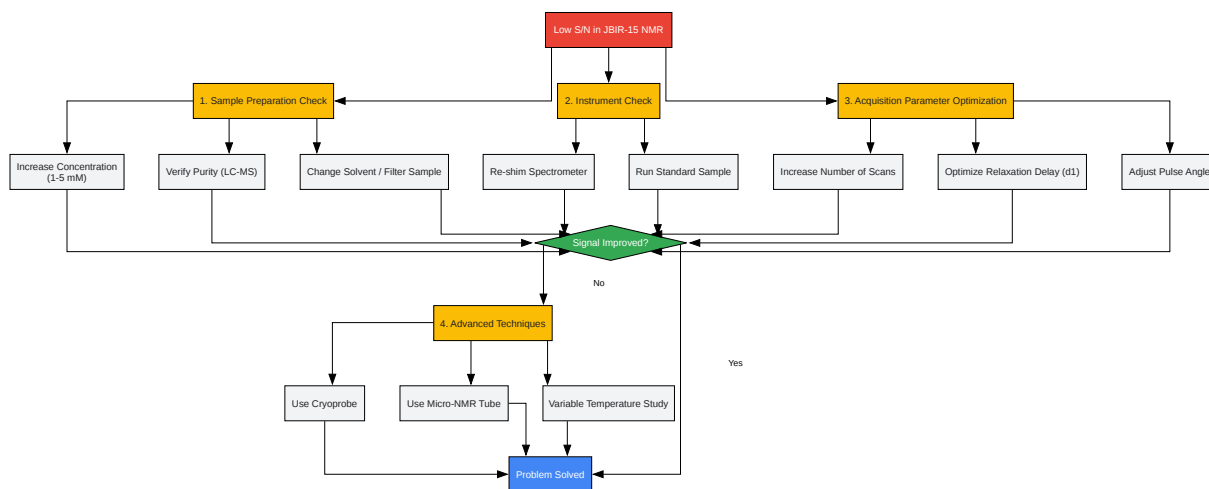 Low S/N in JBIR-15 NMR
1. Sample Preparation Check
2. Instrument Check
3. Acquisition Parameter Optimization
Increase Concentration
(1-5 mM)
Verify Purity (LC-MS)
Change Solvent / Filter Sample
Re-shim Spectrometer
Run Standard Sample
Increase Number of Scans
Optimize Relaxation Delay (d1)
Adjust Pulse Angle
Signal Improved?
No
4. Advanced Techniques
Yes
Use Cryoprobe
Use Micro-NMR Tube
Variable Temperature Study
Problem Solved